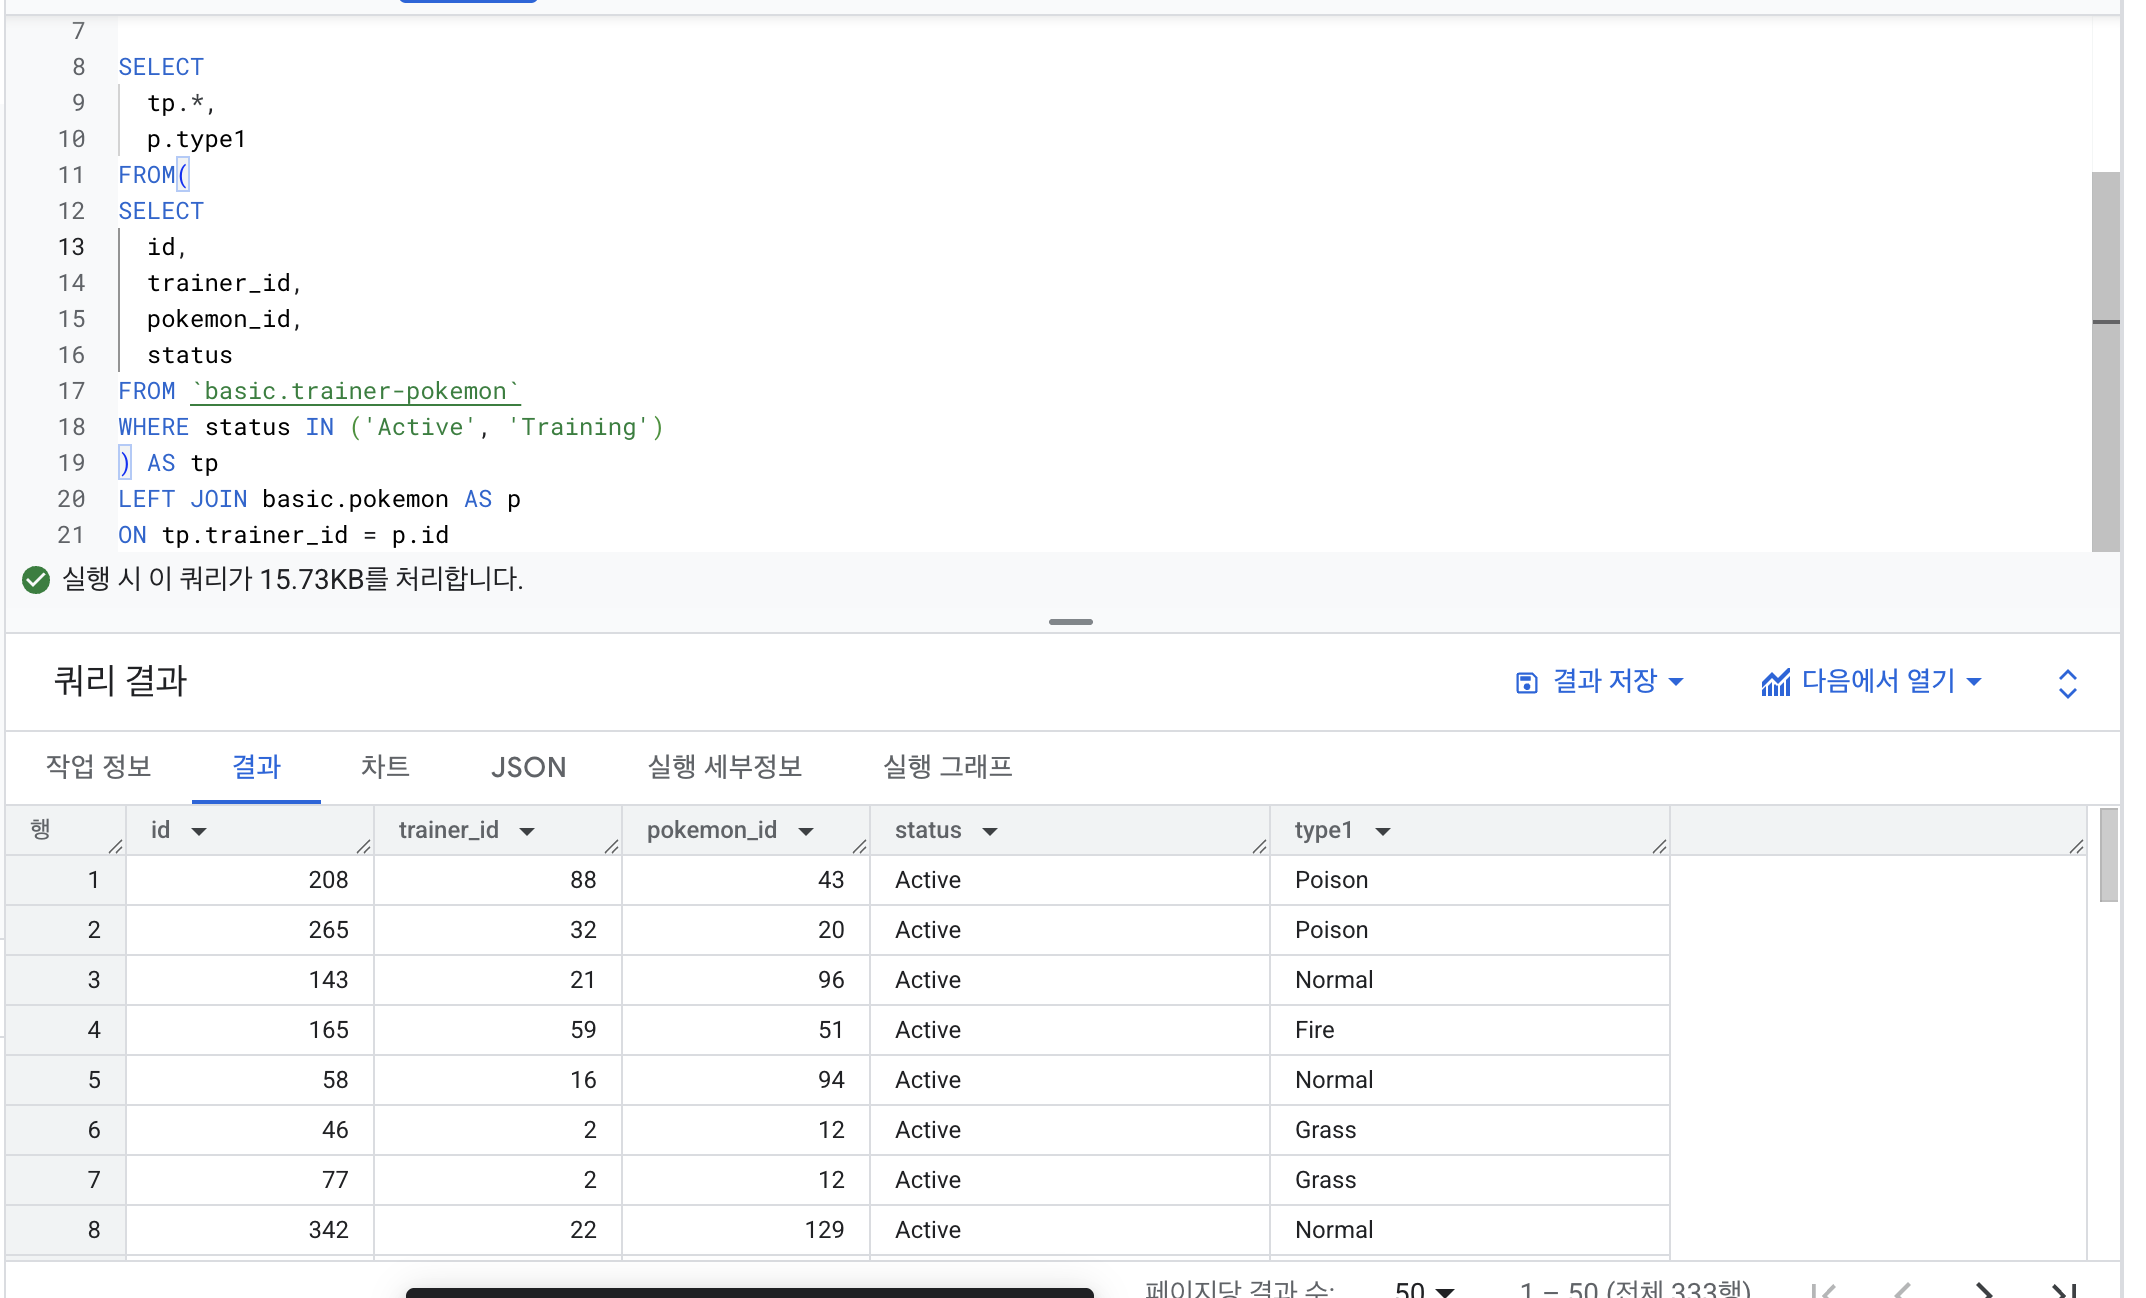 7
8 SELECT
9 tp.*,
10 p.type1
11 FROM(
12 SELECT
13 id,
14 trainer_id,
15 pokemon_id,
16 status
17 FROM `basic.trainer-pokemon`
18 WHERE status IN ('Active', 'Training')
19 ) AS tp
20 LEFT JOIN basic.pokemon AS p
21 ON tp.trainer_id = p.id
실행 시 이 쿼리가 15.73KB를 처리합니다.
쿼리 결과 결과 저장 다음에서 열기
작업 정보 결과 차트 JSON 실행 세부정보 실행 그래프
행 id trainer_id pokemon_id status type1
1 208 88 43 Active Poison
2 265 32 20 Active Poison
3 143 21 96 Active Normal
4 165 59 51 Active Fire
5 58 16 94 Active Normal
6 46 2 12 Active Grass
7 77 2 12 Active Grass
8 342 22 129 Active Normal
페이지당 결과 수: 50 1 – 50 (전체 333행)